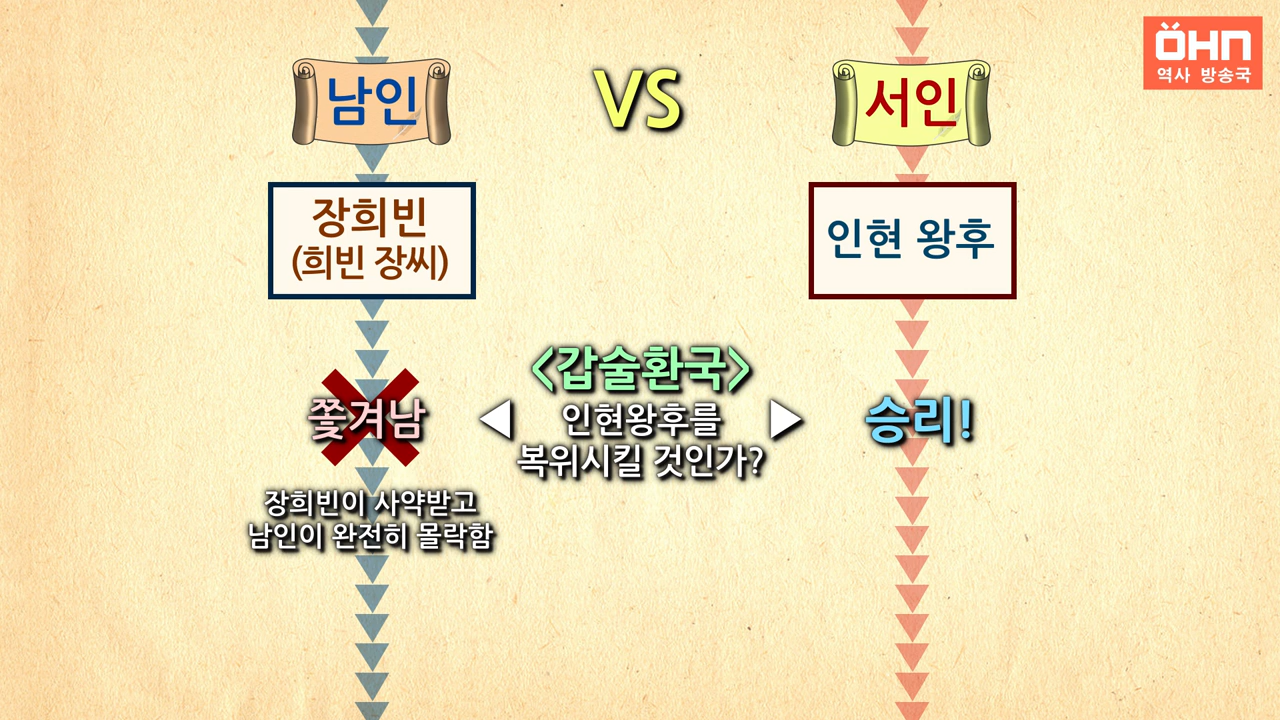 남인
VS
서인
ÖHN
역사 방송국
장희빈
(희빈 장씨)
인현 왕후
<갑술환국>
인현왕후를
복위시킬 것인가?
쫓겨남
승리!
장희빈이 사약받고
남인이 완전히 몰락함